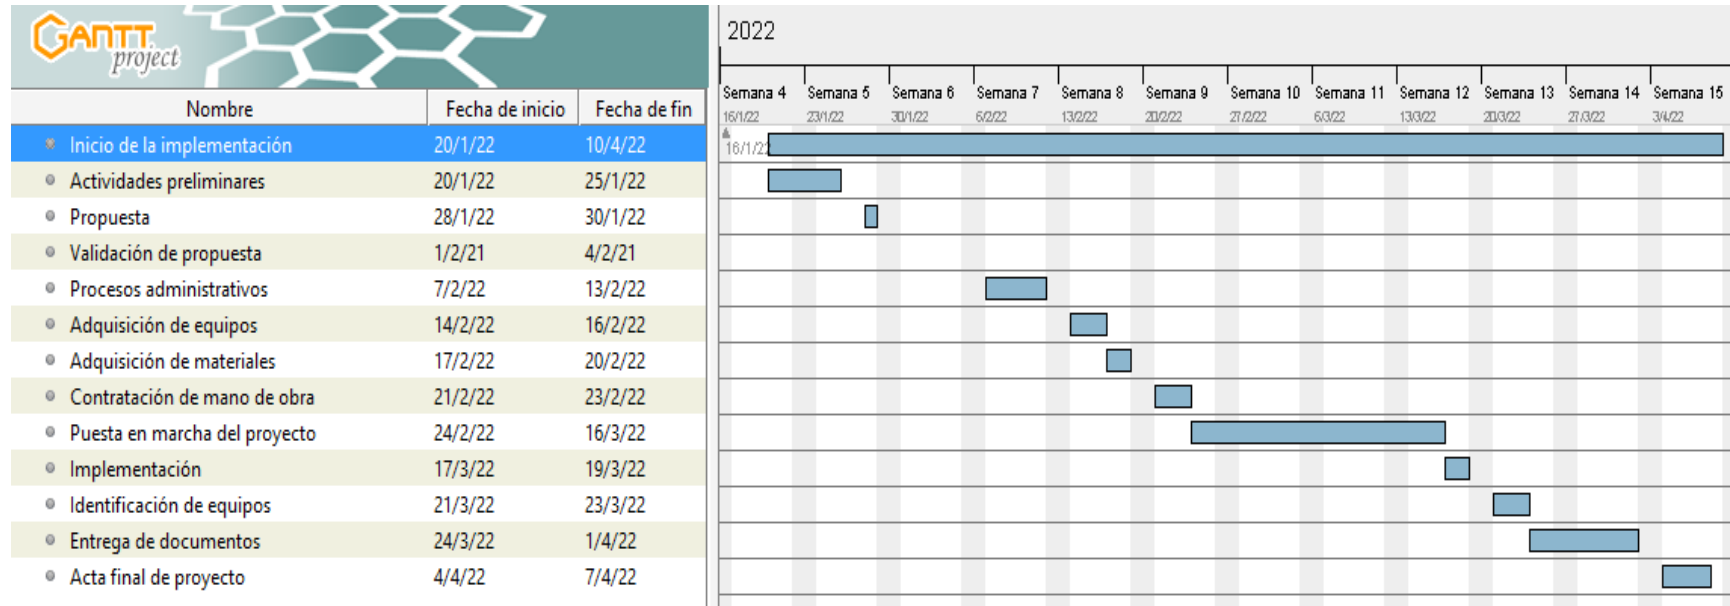 GANTT
project
2022
Semana 4 Semana 5 Semana 6 Semana 7 Semana 8 Semana 9 Semana 10 Semana 11 Semana 12 Semana 13 Semana 14 Semana 15
16/1/22 23/1/22 30/1/22 6/2/22 13/2/22 20/2/22 27/2/22 6/3/22 13/3/22 20/3/22 27/3/22 3/4/22
Nombre Fecha de inicio Fecha de fin
Inicio de la implementación 20/1/22 10/4/22 16/1/22
Actividades preliminares 20/1/22 25/1/22
Propuesta 28/1/22 30/1/22
Validación de propuesta 1/2/21 4/2/21
Procesos administrativos 7/2/22 13/2/22
Adquisición de equipos 14/2/22 16/2/22
Adquisición de materiales 17/2/22 20/2/22
Contratación de mano de obra 21/2/22 23/2/22
Puesta en marcha del proyecto 24/2/22 16/3/22
Implementación 17/3/22 19/3/22
Identificación de equipos 21/3/22 23/3/22
Entrega de documentos 24/3/22 1/4/22
Acta final de proyecto 4/4/22 7/4/22